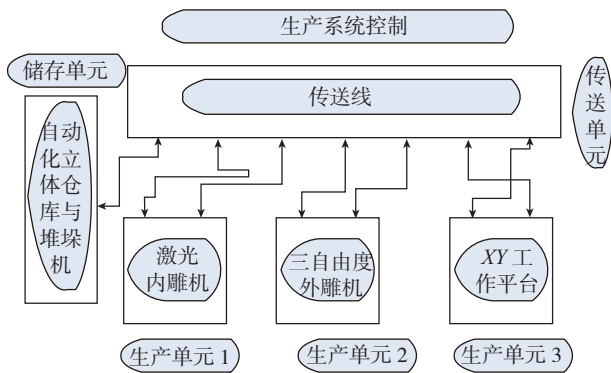 生产系统控制
储存单元
传送线
传送单元
自动
化立
体仓
库与
堆垛
机
激光
内雕机
三自由度
外雕机
XY 工
作平台
生产单元 1
生产单元 2
生产单元 3